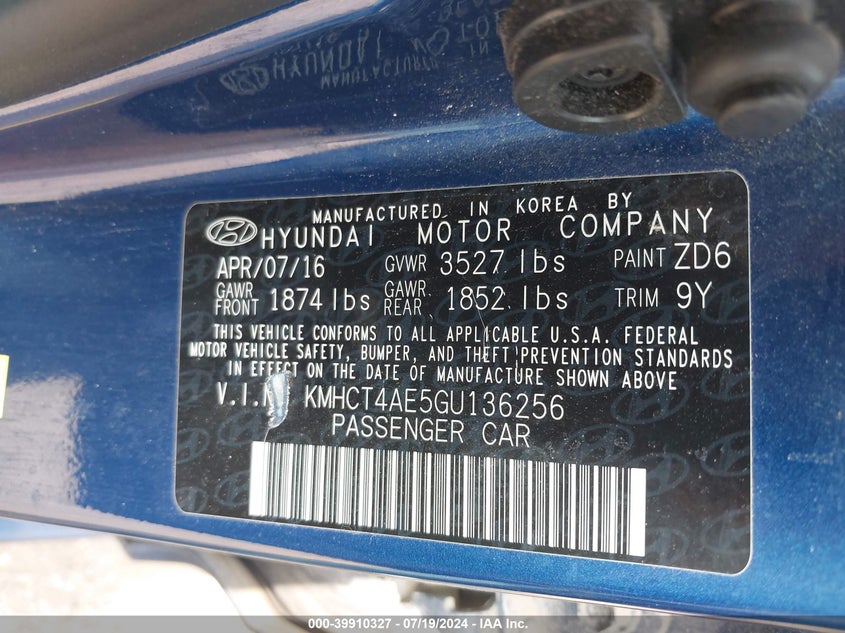 MANUFACTURED IN KOREA BY
HYUNDAI MOTOR COMPANY
APR/07/16 GVWR 3527 lbs PAINT ZD6
GAWR FRONT 1874 lbs GAWR REAR 1852 lbs TRIM 9Y
THIS VEHICLE CONFORMS TO ALL APPLICABLE U.S.A. FEDERAL
MOTOR VEHICLE SAFETY, BUMPER, AND THEFT PREVENTION STANDARDS
IN EFFECT ON THE DATE OF MANUFACTURE SHOWN ABOVE
V.I.N KMHCT4AE5GU136256
PASSENGER CAR
000-39910327 - 07/19/2024 - IAA Inc.